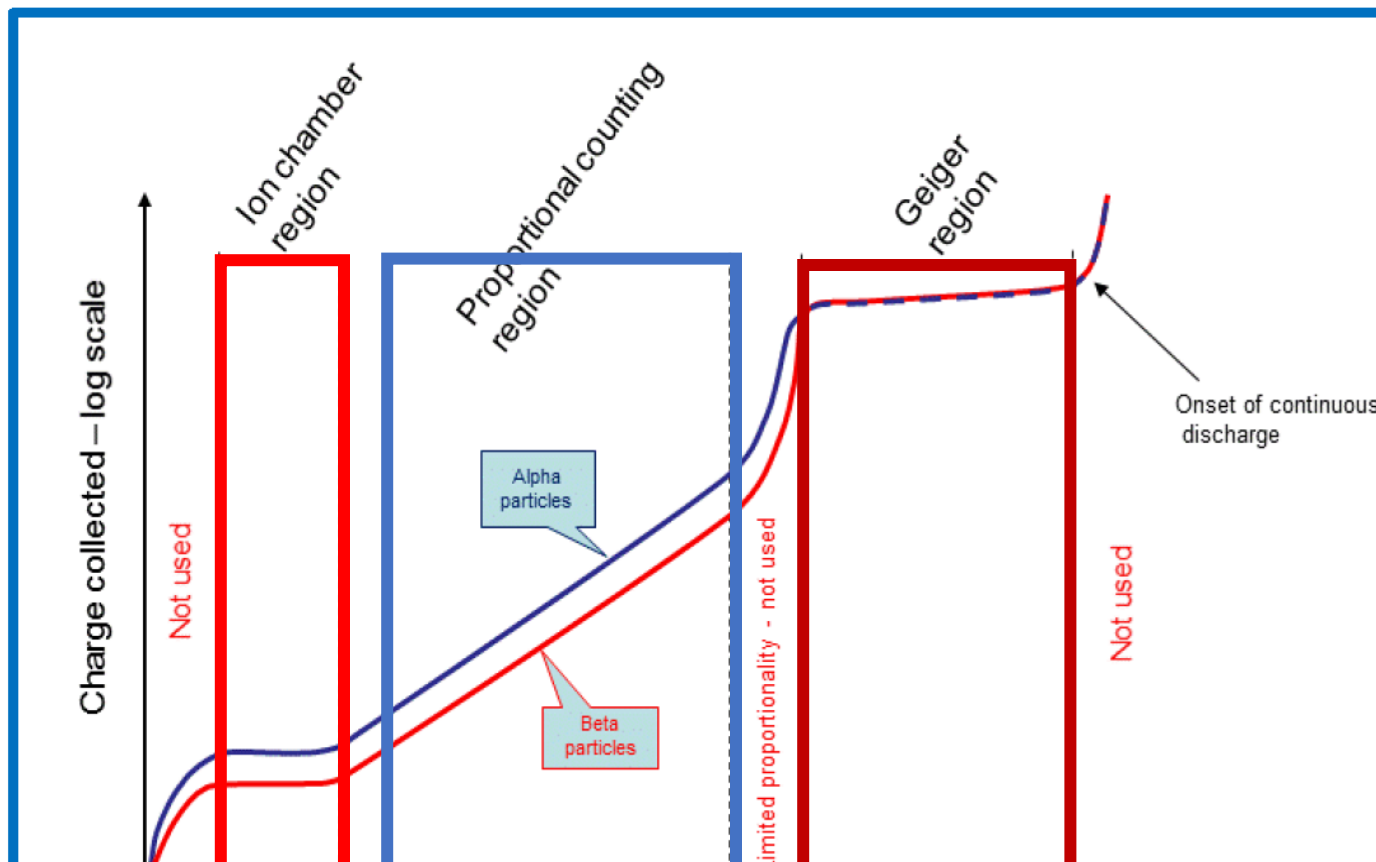 Ion chamber
region
Proportional counting
region
Geiger
region
Charge collected – log scale
Not used
Alpha
particles
Beta
particles
imited proportionality - not used
Onset of continuous
discharge
Not used